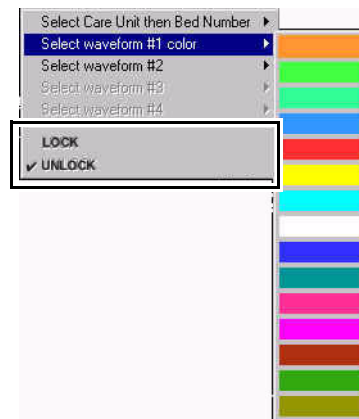 Select Care Unit then Bed Number
Select waveform #1 color
Select waveform #2
Select waveform #3
Select waveform #4
LOCK
UNLOCK